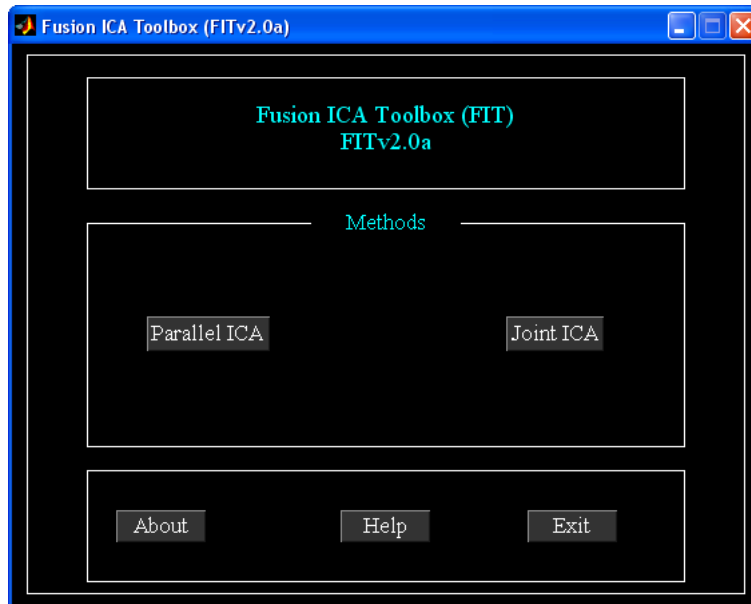 Fusion ICA Toolbox (FITv2.0a)
Fusion ICA Toolbox (FIT)
FITv2.0a
Methods
Parallel ICA
Joint ICA
About
Help
Exit